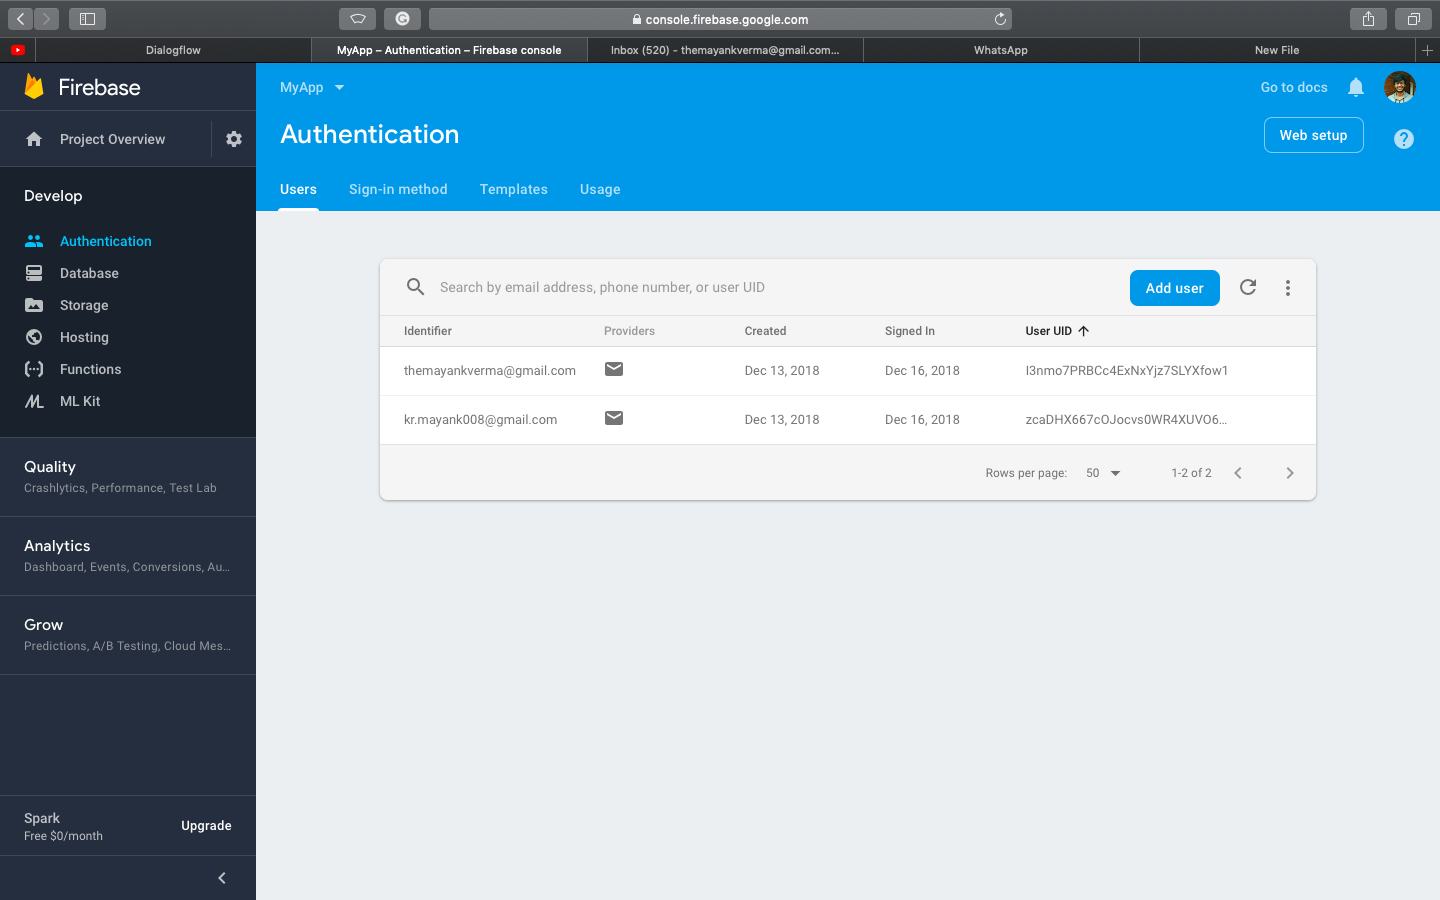 console.firebase.google.com
Dialogflow
MyApp – Authentication – Firebase console
Inbox (520) - themayankverma@gmail.com...
WhatsApp
New File
Firebase
Project Overview
Develop
Authentication
Database
Storage
Hosting
Functions
ML Kit
Quality
Crashlytics, Performance, Test Lab
Analytics
Dashboard, Events, Conversions, Au...
Grow
Predictions, A/B Testing, Cloud Mes...
Spark
Free $0/month
Upgrade
MyApp
Go to docs
Authentication
Web setup
Users Sign-in method Templates Usage
Search by email address, phone number, or user UID
Add user
Identifier Providers Created Signed In User UID
themayankverma@gmail.com Dec 13, 2018 Dec 16, 2018 I3nmo7PRBCc4ExNxYjz7SLYXfow1
kr.mayank008@gmail.com Dec 13, 2018 Dec 16, 2018 zcaDHX667cOJocvs0WR4XUVO6...
Rows per page: 50 1-2 of 2